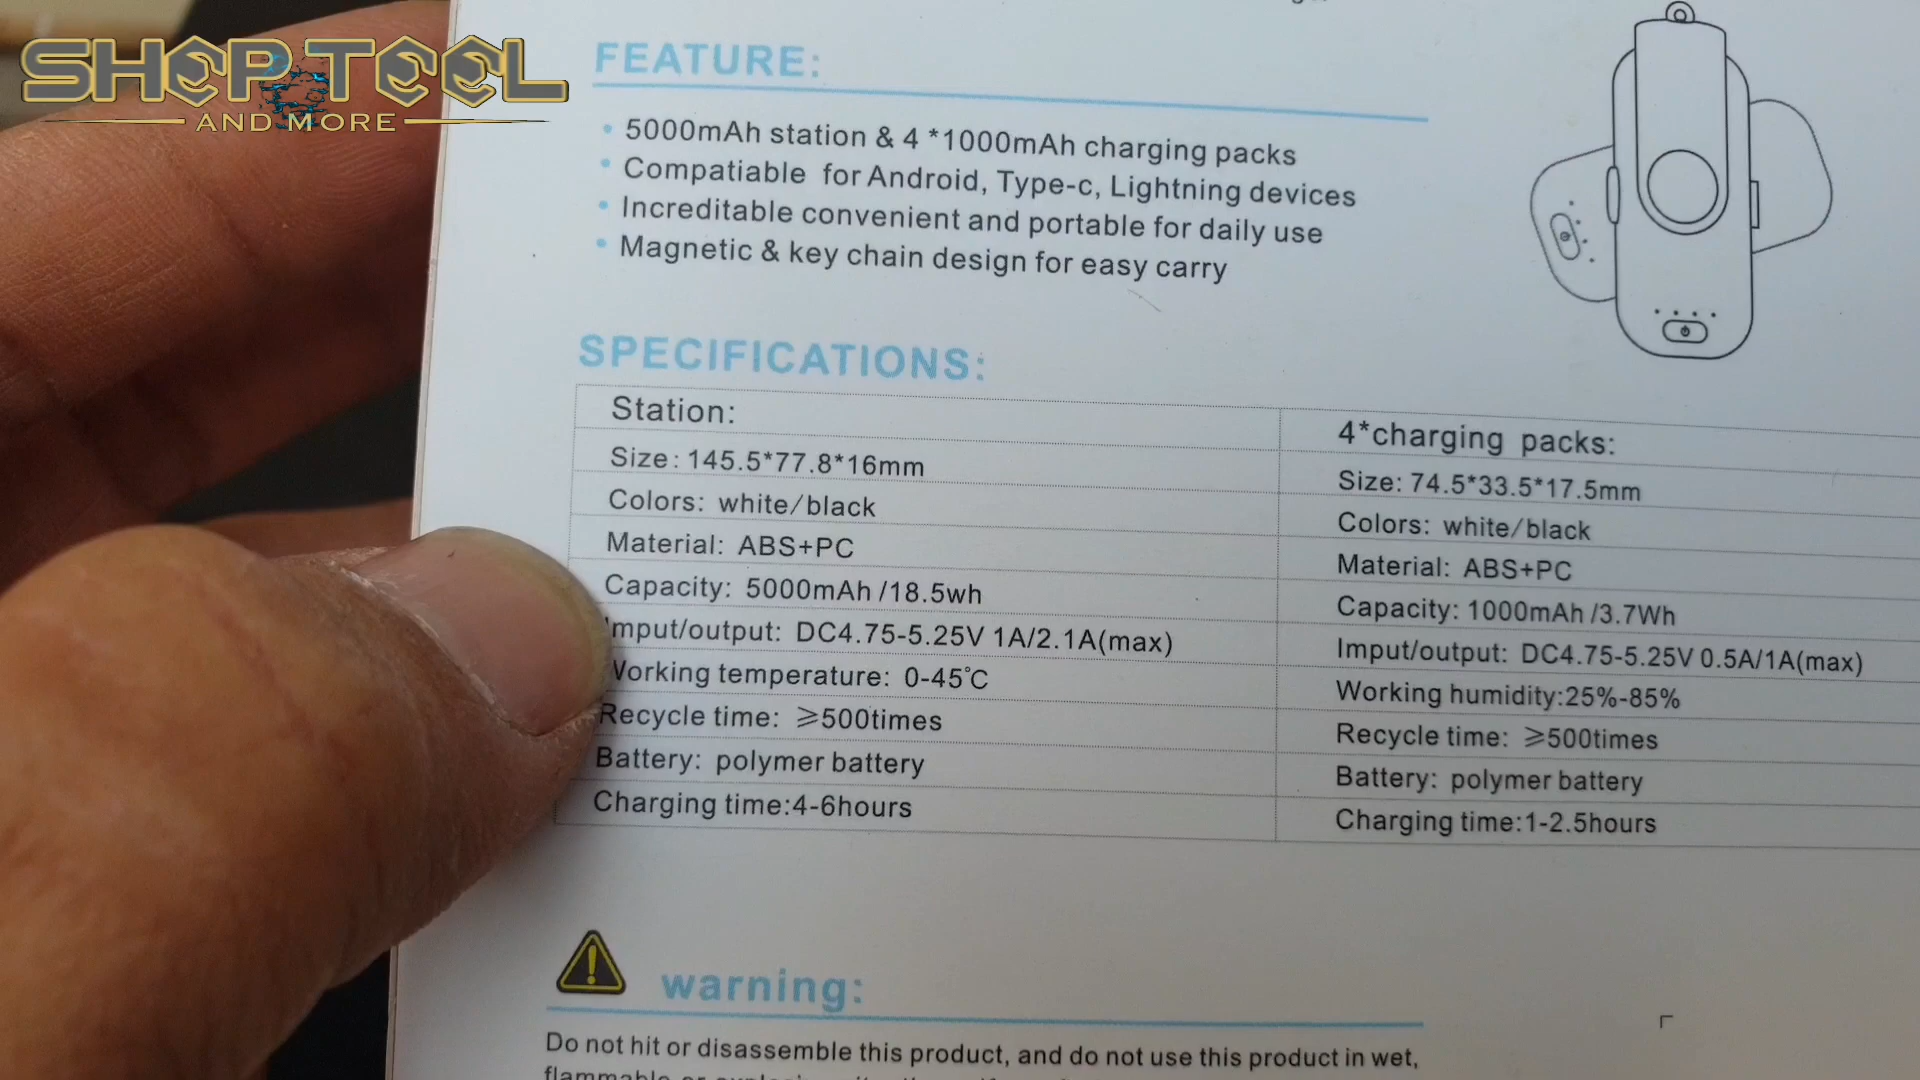 SHOP TOOL
AND MORE
FEATURE:
• 5000mAh station & 4 *1000mAh charging packs
• Compatiable for Android, Type-c, Lightning devices
• Increditable convenient and portable for daily use
• Magnetic & key chain design for easy carry
SPECIFICATIONS:
Station:
Size: 145.5*77.8*16mm
Colors: white/black
Material: ABS+PC
Capacity: 5000mAh /18.5wh
Imput/output: DC4.75-5.25V 1A/2.1A(max)
Working temperature: 0-45℃
Recycle time: ⩾500times
Battery: polymer battery
Charging time:4-6hours
4*charging packs:
Size: 74.5*33.5*17.5mm
Colors: white/black
Material: ABS+PC
Capacity: 1000mAh /3.7Wh
Imput/output: DC4.75-5.25V 0.5A/1A(max)
Working humidity:25%-85%
Recycle time: ⩾500times
Battery: polymer battery
Charging time:1-2.5hours
warning:
Do not hit or disassemble this product, and do not use this product in wet,
flammable or